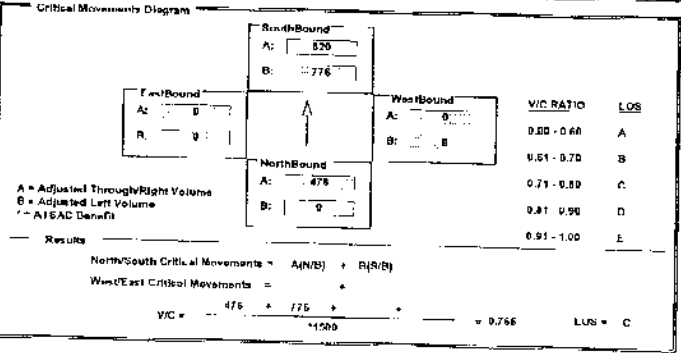 Critical Movements Diagram
SouthBound
A: 820
B: 776
EastBound
A: 0
B: 0
WestBound
A: 0
B: 0
NorthBound
A: 476
B: 0
V/C RATIO LOS
0.00 - 0.60 A
0.61 - 0.70 B
0.71 - 0.80 C
0.81 - 0.90 D
0.91 - 1.00 E
A = Adjusted Through/Right Volume
B = Adjusted Left Volume
* = ATSAC Benefit
Results
North/South Critical Movements = A(N/B) + B(S/B)
West/East Critical Movements = +
V/C = 476 + 776 + +
*1500 = 0.766 LOS = C